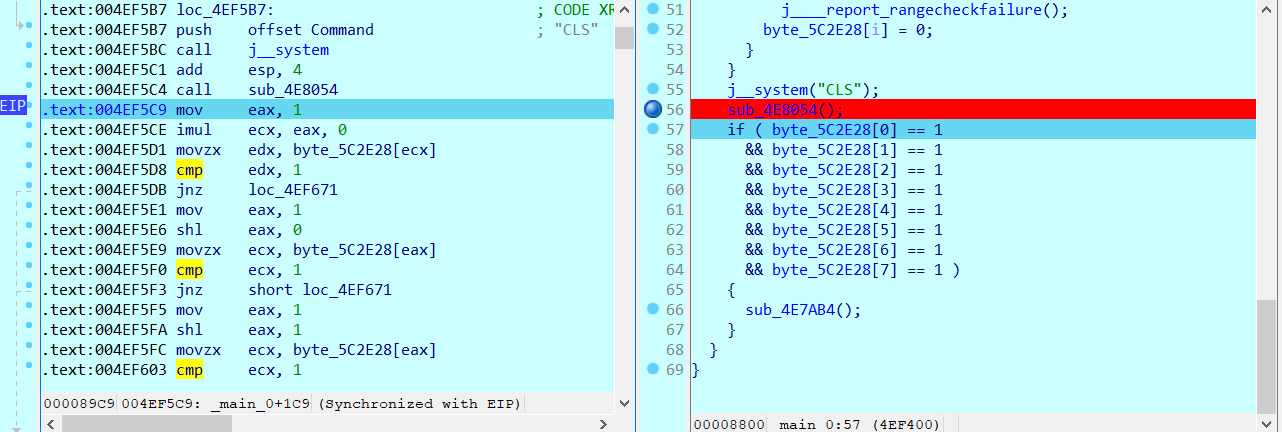 .text:004EF5B7 loc_4EF5B7: ; CODE XR
.text:004EF5B7 push offset Command ; "CLS"
.text:004EF5BC call j__system
.text:004EF5C1 add esp, 4
.text:004EF5C4 call sub_4E8054
EIP .text:004EF5C9 mov eax, 1
.text:004EF5CE imul ecx, eax, 0
.text:004EF5D1 movzx edx, byte_5C2E28[ecx]
.text:004EF5D8 cmp edx, 1
.text:004EF5DB jnz loc_4EF671
.text:004EF5E1 mov eax, 1
.text:004EF5E6 shl eax, 0
.text:004EF5E9 movzx ecx, byte_5C2E28[eax]
.text:004EF5F0 cmp ecx, 1
.text:004EF5F3 jnz short loc_4EF671
.text:004EF5F5 mov eax, 1
.text:004EF5FA shl eax, 1
.text:004EF5FC movzx ecx, byte_5C2E28[eax]
.text:004EF603 cmp ecx, 1
000089C9 004EF5C9: _main_0+1C9 (Synchronized with EIP)
51 j____report_rangecheckfailure();
52 byte_5C2E28[i] = 0;
53 }
54 }
55 j__system("CLS");
56 sub_4E8054();
57 if ( byte_5C2E28[0] == 1
58 && byte_5C2E28[1] == 1
59 && byte_5C2E28[2] == 1
60 && byte_5C2E28[3] == 1
61 && byte_5C2E28[4] == 1
62 && byte_5C2E28[5] == 1
63 && byte_5C2E28[6] == 1
64 && byte_5C2E28[7] == 1 )
65 {
66 sub_4E7AB4();
67 }
68 }
69 }
00008800 main 0:57 (4EF400)